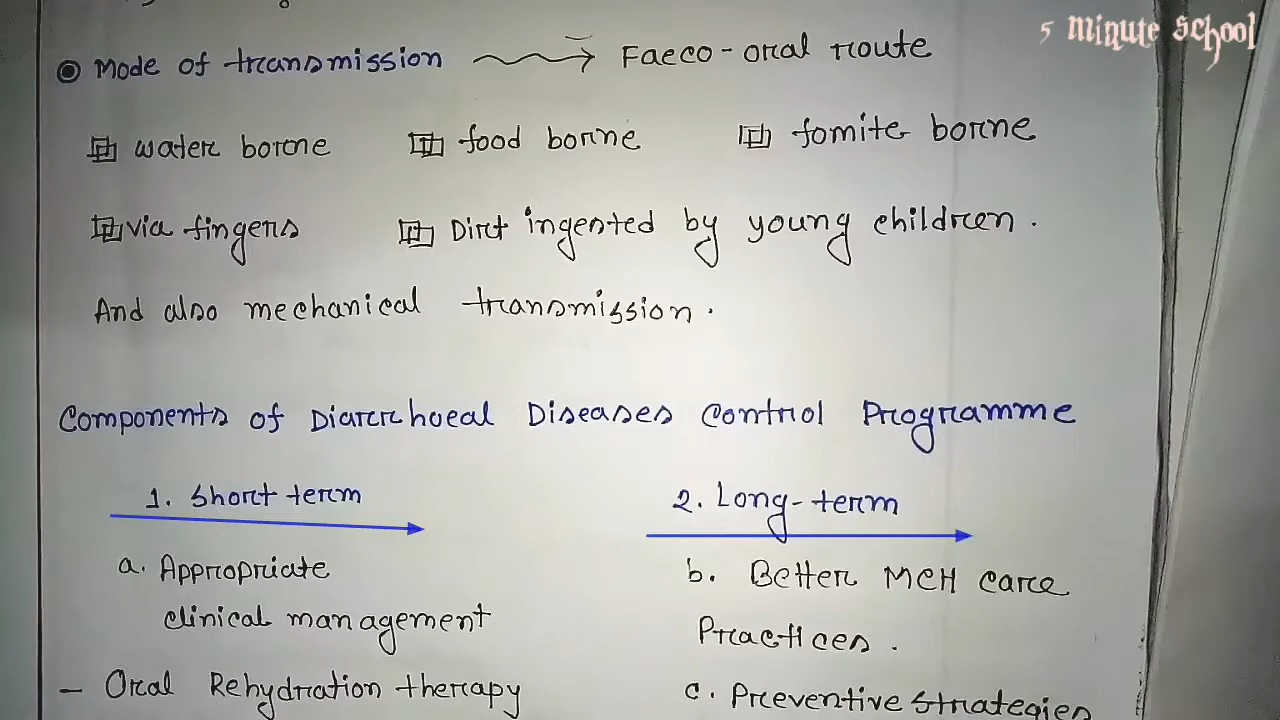 5 Minute School
Mode of transmission → Faeco-oral route
water borne food borne fomite borne
via fingers Dirt ingested by young children.
And also mechanical transmission.
Components of Diarrhoeal Diseases Control Programme
1. Short term 2. Long-term
a. Appropriate b. Better MCH care
clinical management Practices.
- Oral Rehydration therapy c. Preventive strategies